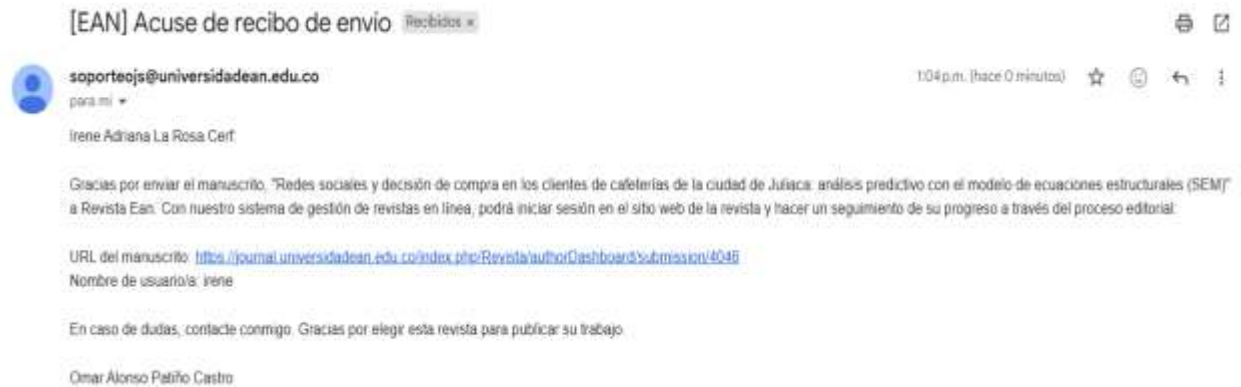 [EAN] Acuse de recibo de envío Recibidos ×
soporteojs@universidadean.edu.co 1:04 p.m. (hace 0 minutos)
para mí
Irene Adriana La Rosa Cerf:
Gracias por enviar el manuscrito, "Redes sociales y decisión de compra en los clientes de cafeterías de la ciudad de Juliaca: análisis predictivo con el modelo de ecuaciones estructurales (SEM)"
a Revista Ean. Con nuestro sistema de gestión de revistas en línea, podrá iniciar sesión en el sitio web de la revista y hacer un seguimiento de su progreso a través del proceso editorial:
URL del manuscrito: https://journal.universidadean.edu.co/index.php/Revista/authorDashboard/submission/4046
Nombre de usuario/a: irene
En caso de dudas, contacte conmigo. Gracias por elegir esta revista para publicar su trabajo.
Omar Alonso Patiño Castro